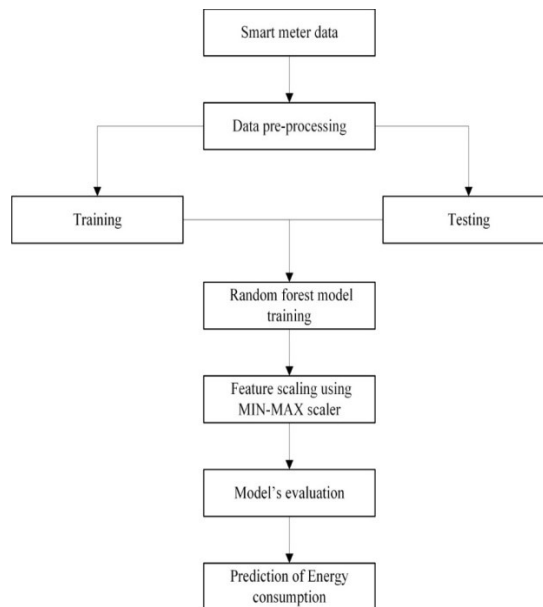 Smart meter data
Data pre-processing
Training
Testing
Random forest model
training
Feature scaling using
MIN-MAX scaler
Model’s evaluation
Prediction of Energy
consumption